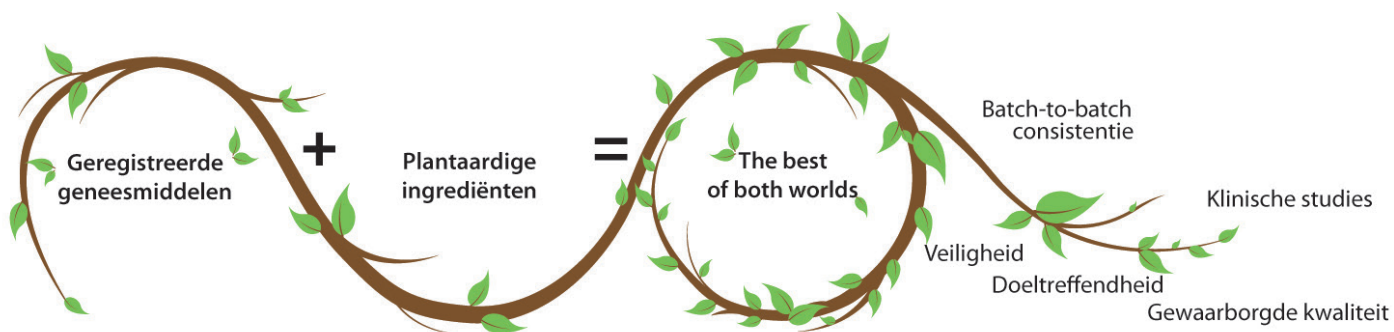 Geregistreerde
geneesmiddelen
+
Plantaardige
ingrediënten
=
The best
of both worlds
Batch-to-batch
consistentie
Klinische studies
Veiligheid
Doeltreffendheid
Gewaarborgde kwaliteit